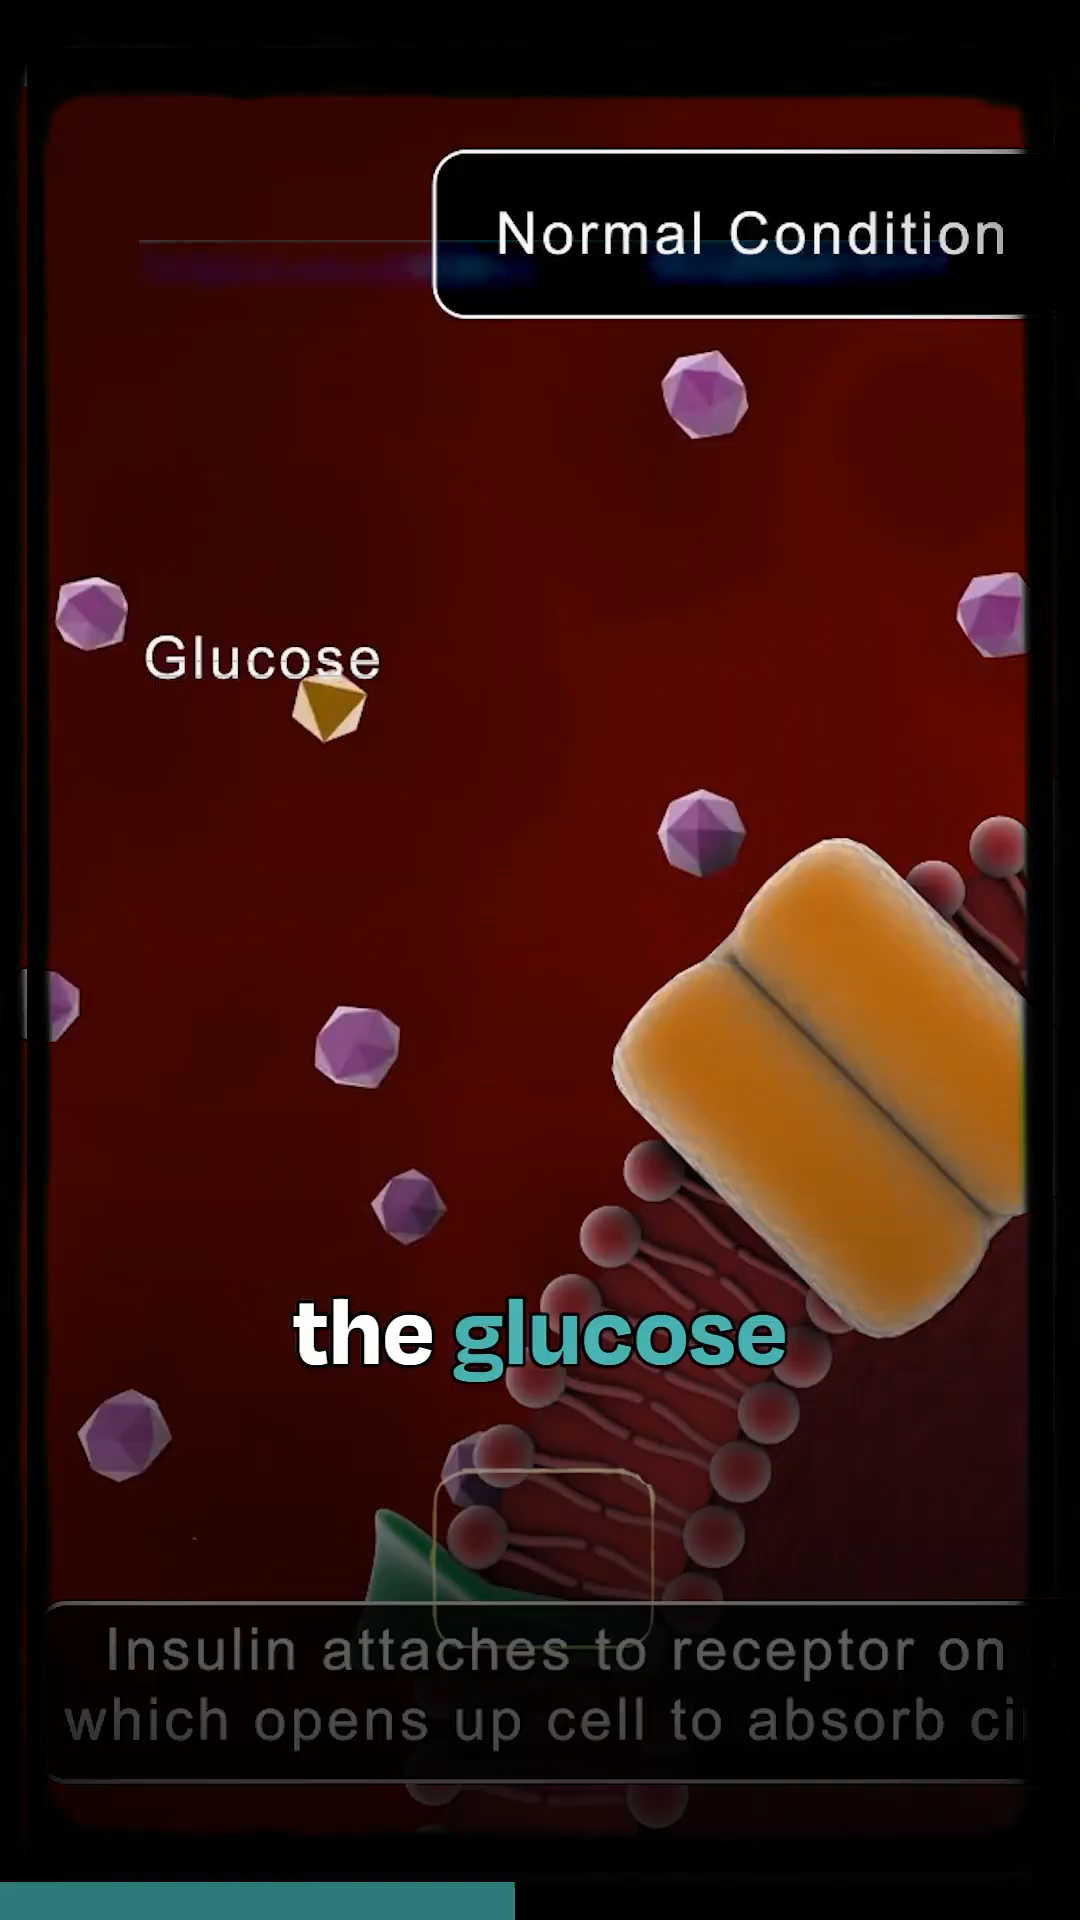 Normal Condition
Glucose
the glucose
Insulin attaches to receptor on
which opens up cell to absorb